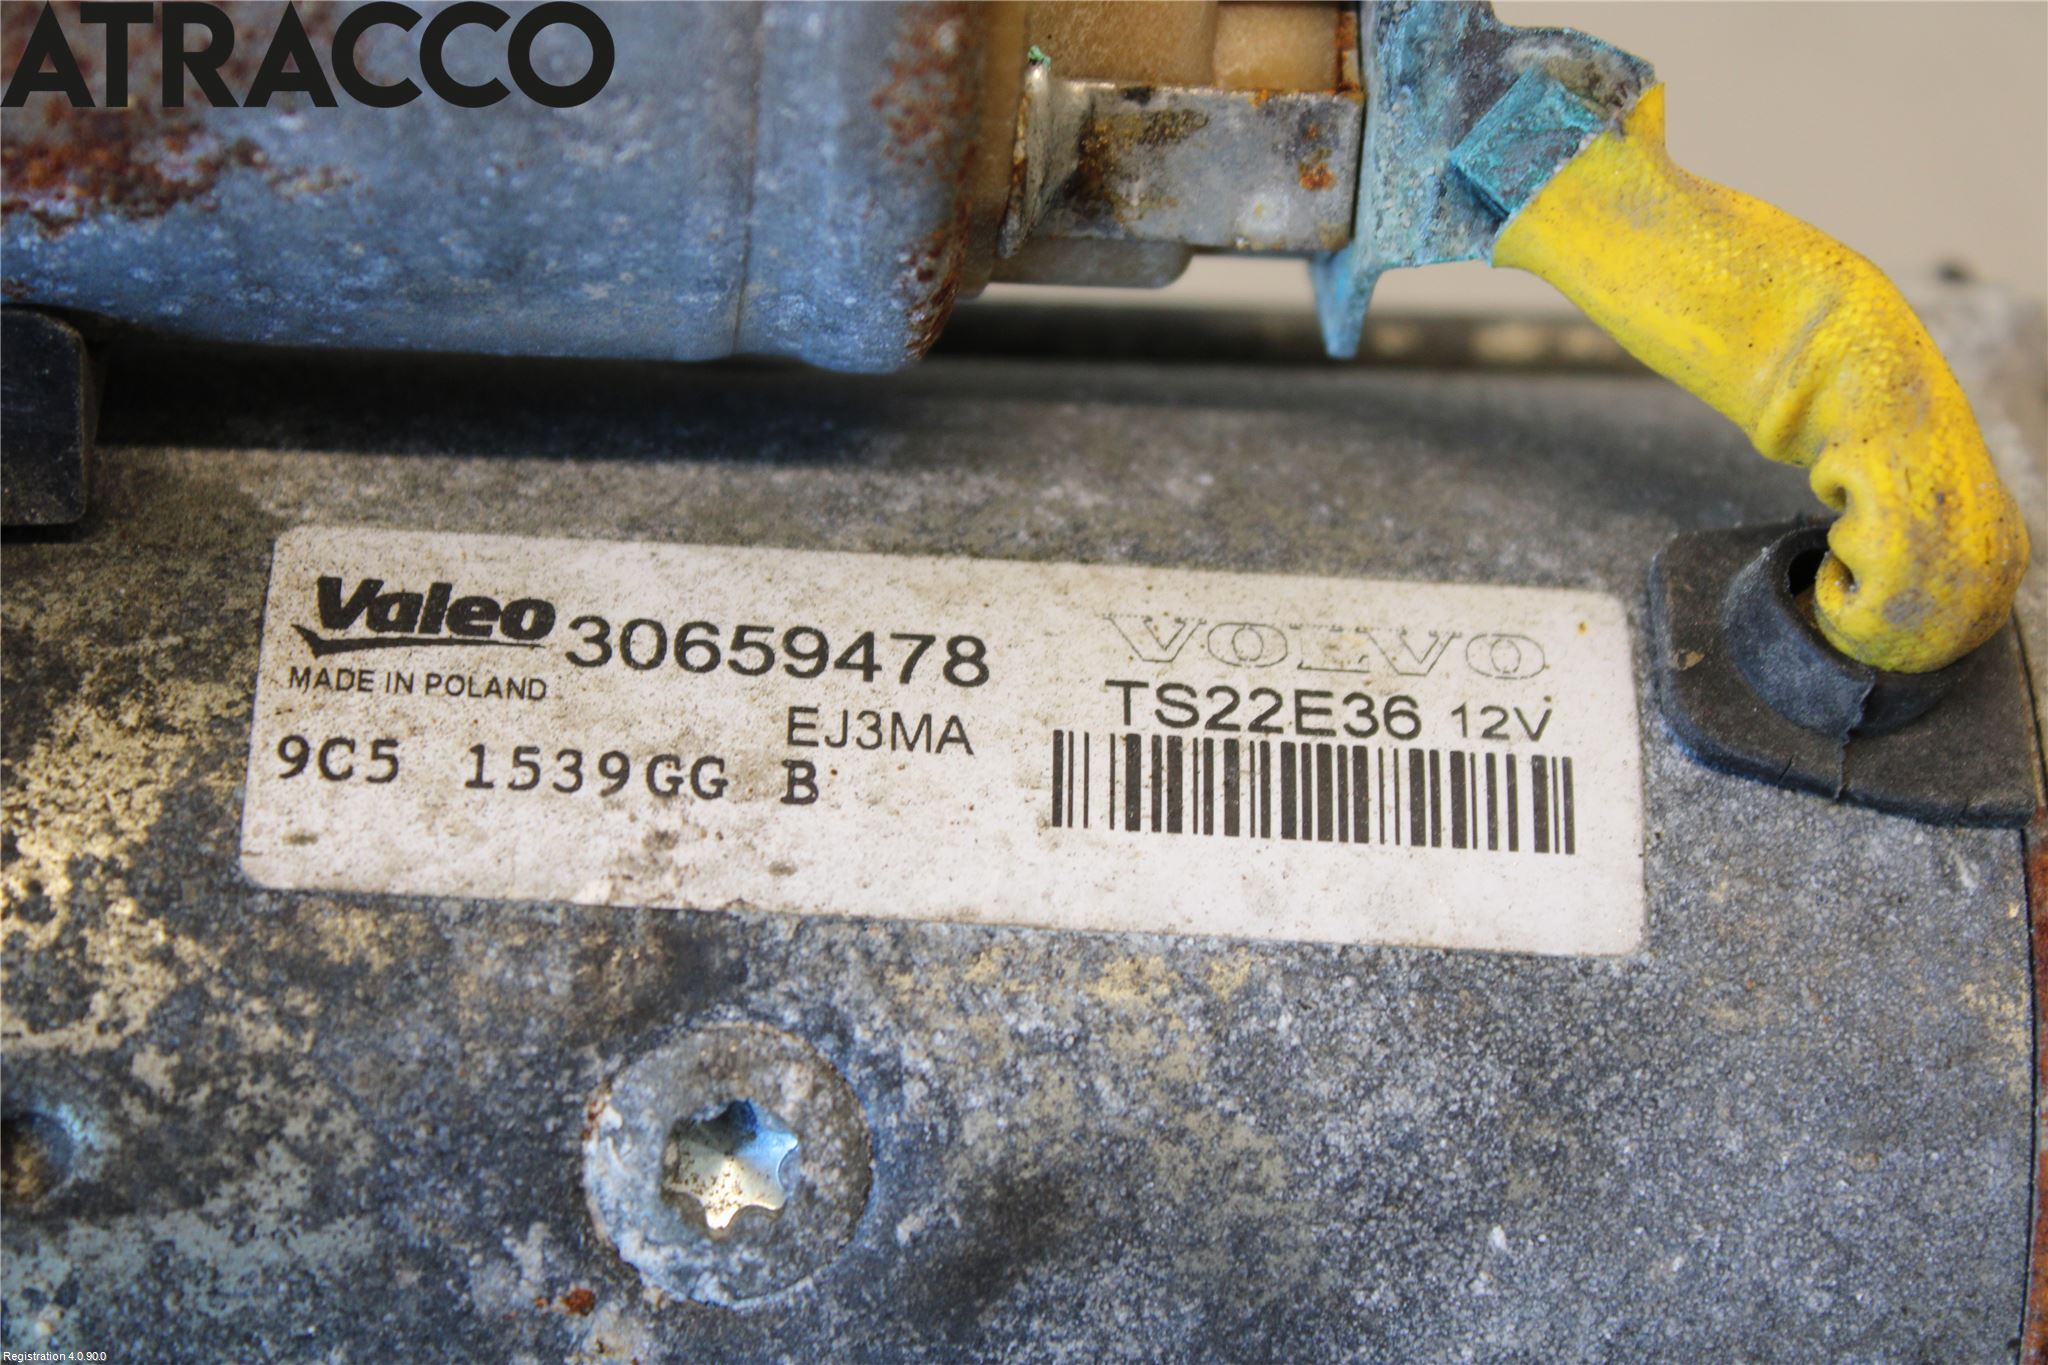 ATRACCO
Valeo 30659478 VOLVO
MADE IN POLAND
EJ3MA TS22E36 12V
9C5 1539GG B
Registration 4.0.90.0